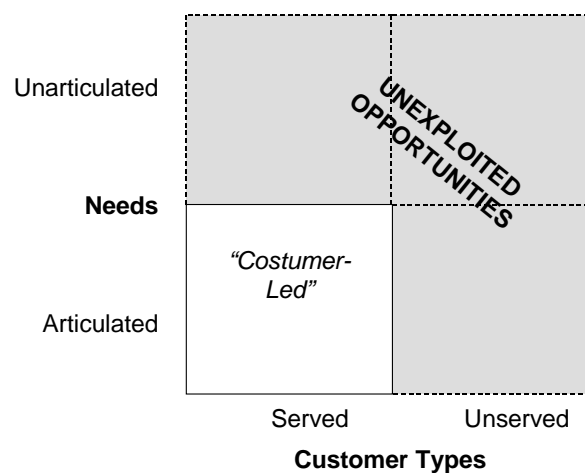 Unarticulated
UNEXPLOITED
OPPORTUNITIES
Needs
“Costumer-
Led”
Articulated
Served
Unserved
Customer Types